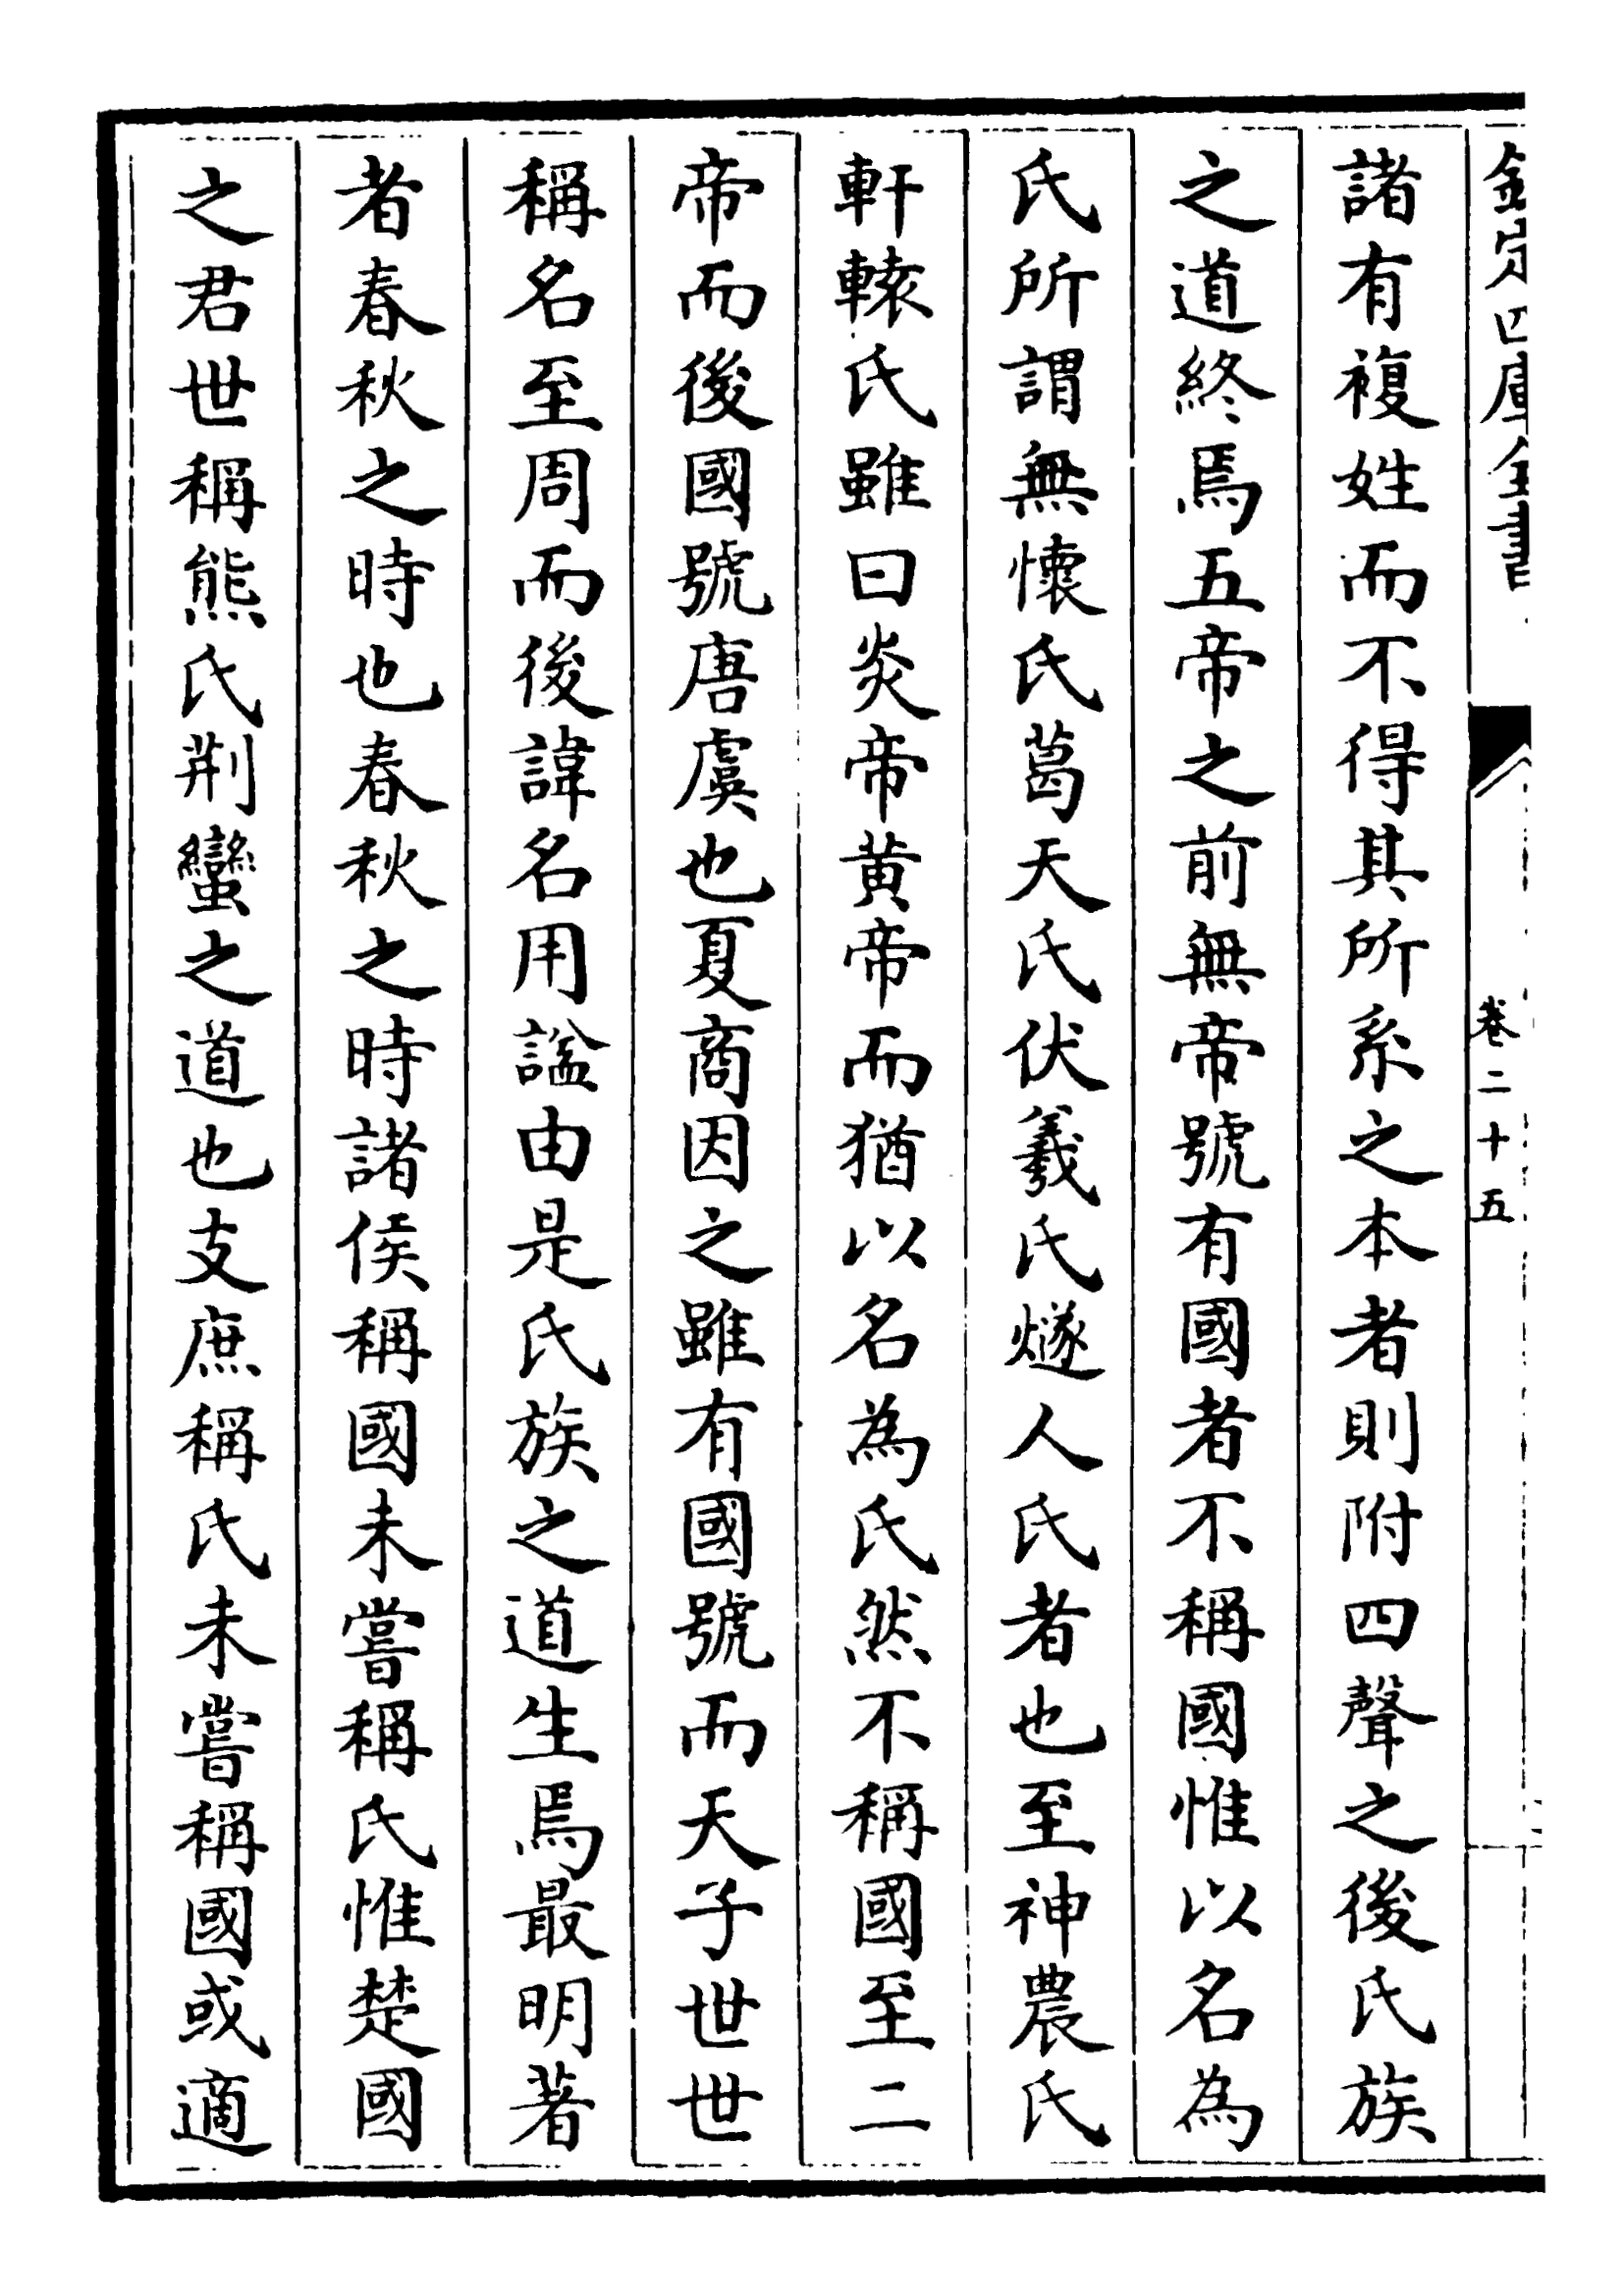 欽定四庫全書
卷二十五
諸有複姓而不得其所系之本者則附四聲之後氏族
之道終焉五帝之前無帝號有國者不稱國惟以名為
氏所謂無懷氏葛天氏伏羲氏燧人氏者也至神農氏
軒轅氏雖曰炎帝黄帝而猶以名為氏然不稱國至二
帝而後國號唐虞也夏商因之雖有國號而天子世世
稱名至周而後諱名用諡由是氏族之道生焉最明著
者春秋之時也春秋之時諸侯稱國未嘗稱氏惟楚國
之君世稱熊氏荆蠻之道也支庶稱氏未嘗稱國或適